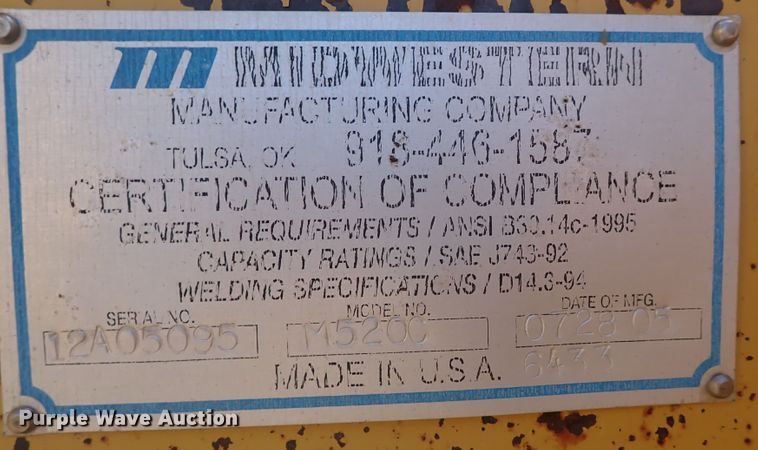 m MIDWESTERN
MANUFACTURING COMPANY
TULSA, OK 918-446-1587
CERTIFICATION OF COMPLIANCE
GENERAL REQUIREMENTS / ANSI B30.14c-1995
CAPACITY RATINGS / SAE J743-92
WELDING SPECIFICATIONS / D14.3-94
SERIAL NO. MODEL NO. DATE OF MFG.
12A05095 M520C 0728 05
MADE IN U.S.A. 6433
Purple Wave Auction